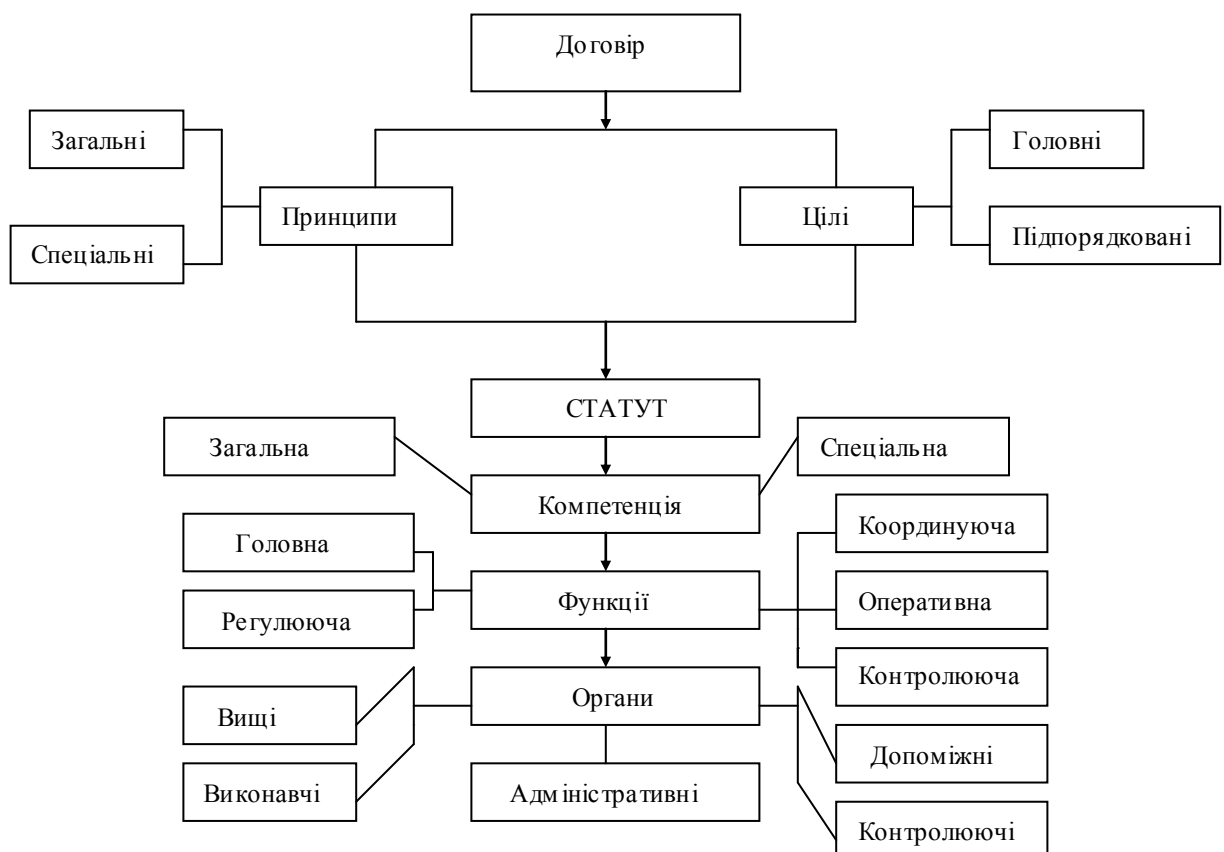 Договір
Загальні
Головні
Принципи
Цілі
Спеціальні
Підпорядковані
СТАТУТ
Загальна
Спеціальна
Компетенція
Координуюча
Головна
Функції
Оперативна
Регулююча
Контролююча
Органи
Вищі
Допоміжні
Виконавчі
Адміністративні
Контролюючі